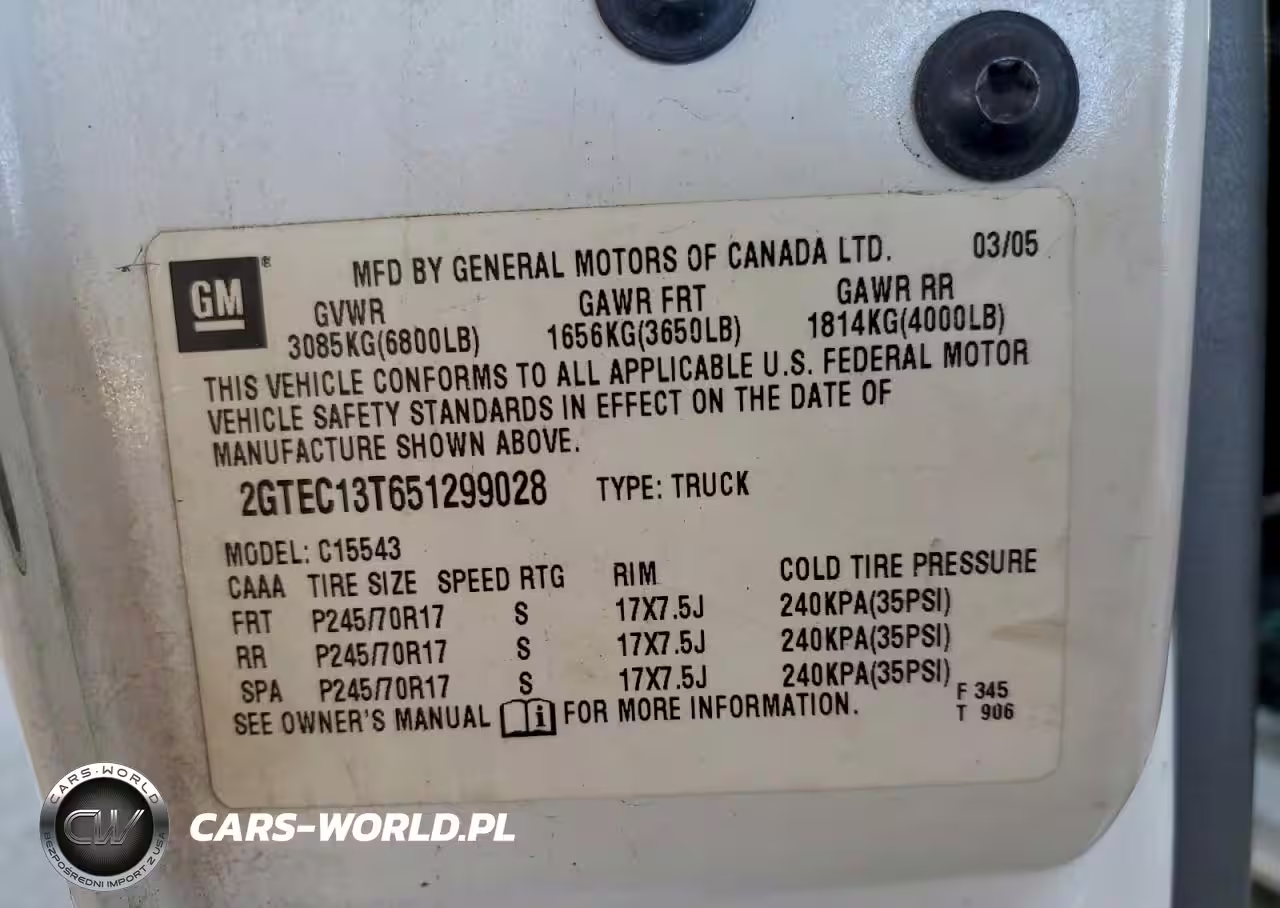 GM®
MFD BY GENERAL MOTORS OF CANADA LTD. 03/05
GVWR GAWR FRT GAWR RR
3085KG(6800LB) 1656KG(3650LB) 1814KG(4000LB)
THIS VEHICLE CONFORMS TO ALL APPLICABLE U.S. FEDERAL MOTOR
VEHICLE SAFETY STANDARDS IN EFFECT ON THE DATE OF
MANUFACTURE SHOWN ABOVE.
2GTEC13T651299028 TYPE: TRUCK
MODEL: C15543
CAAA TIRE SIZE SPEED RTG RIM COLD TIRE PRESSURE
FRT P245/70R17 S 17X7.5J 240KPA(35PSI)
RR P245/70R17 S 17X7.5J 240KPA(35PSI)
SPA P245/70R17 S 17X7.5J 240KPA(35PSI)
SEE OWNER'S MANUAL FOR MORE INFORMATION.
F 345
T 906
CARS-WORLD
CW
BEZPOŚREDNI IMPORT Z USA
CARS-WORLD.PL